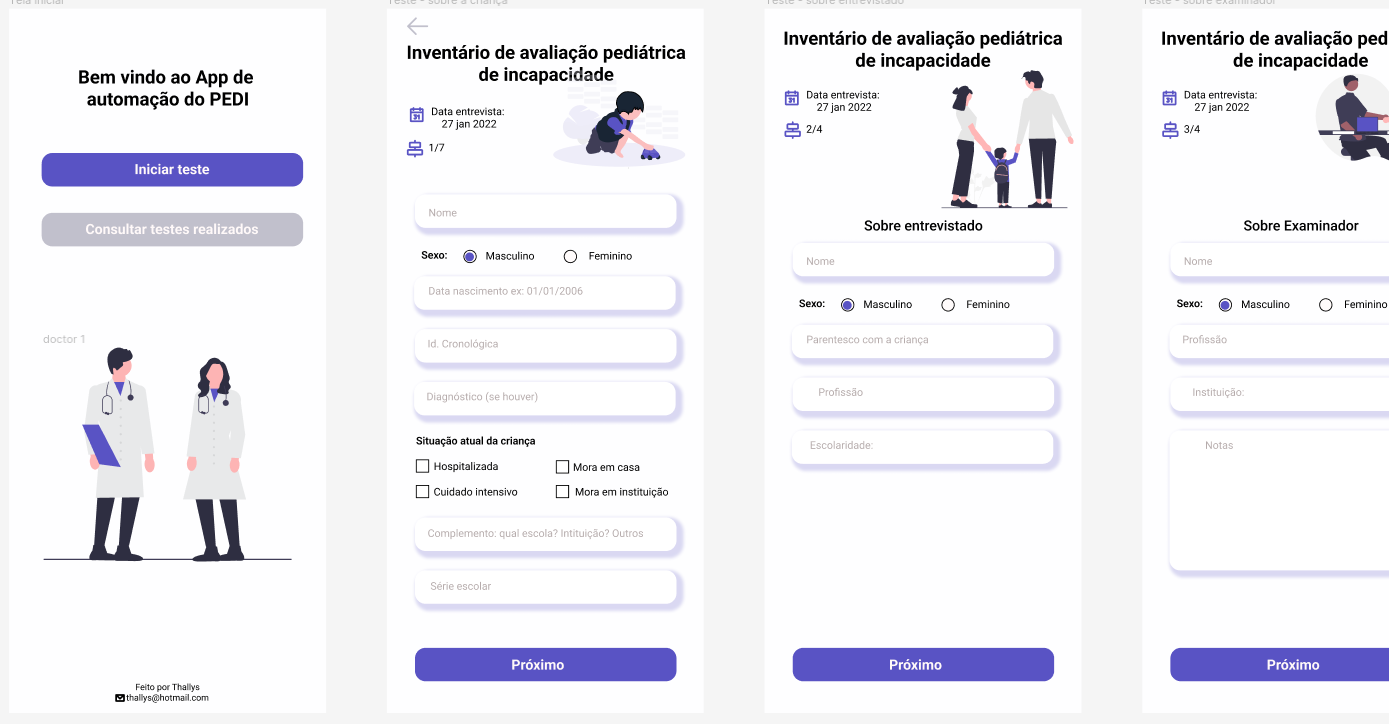 Tela Inicial
Bem vindo ao App de
automação do PEDI
Iniciar teste
Consultar testes realizados
doctor 1
Feito por Thallys
thallys@hotmail.com
Teste - sobre a criança
Inventário de avaliação pediátrica
de incapacidade
31
Data entrevista:
27 jan 2022
1/7
Nome
Sexo: Masculino Feminino
Data nascimento ex: 01/01/2006
Id. Cronológica
Diagnóstico (se houver)
Situação atual da criança
Hospitalizada Mora em casa
Cuidado intensivo Mora em instituição
Complemento: qual escola? Intituição? Outros
Série escolar
Próximo
Teste - sobre entrevistado
Inventário de avaliação pediátrica
de incapacidade
31
Data entrevista:
27 jan 2022
2/4
Sobre entrevistado
Nome
Sexo: Masculino Feminino
Parentesco com a criança
Profissão
Escolaridade:
Próximo
Teste - sobre examinador
Inventário de avaliação ped
de incapacidade
31
Data entrevista:
27 jan 2022
3/4
Sobre Examinador
Nome
Sexo: Masculino Feminino
Profissão
Instituição:
Notas
Próximo